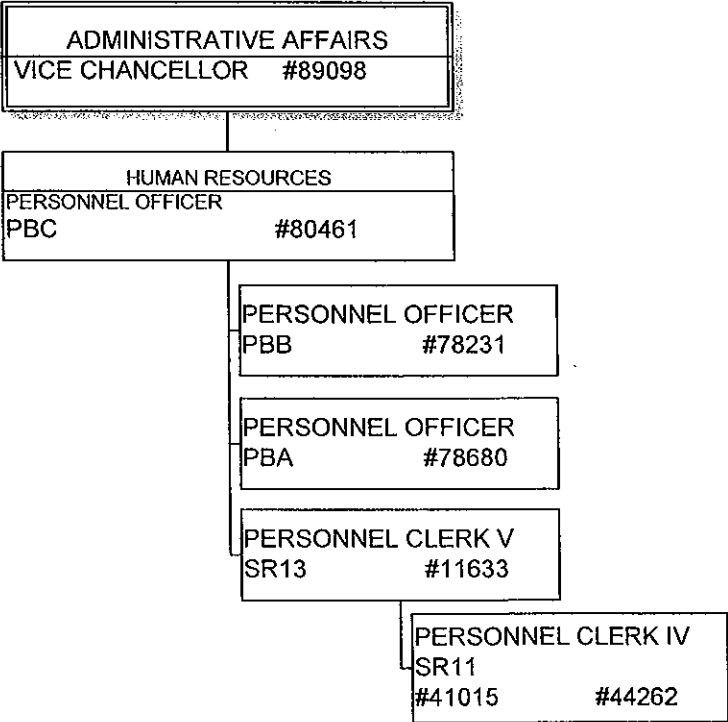 ADMINISTRATIVE AFFAIRS
VICE CHANCELLOR #89098
HUMAN RESOURCES
PERSONNEL OFFICER
PBC #80461
PERSONNEL OFFICER
PBB #78231
PERSONNEL OFFICER
PBA #78680
PERSONNEL CLERK V
SR13 #11633
PERSONNEL CLERK IV
SR11
#41015 #44262